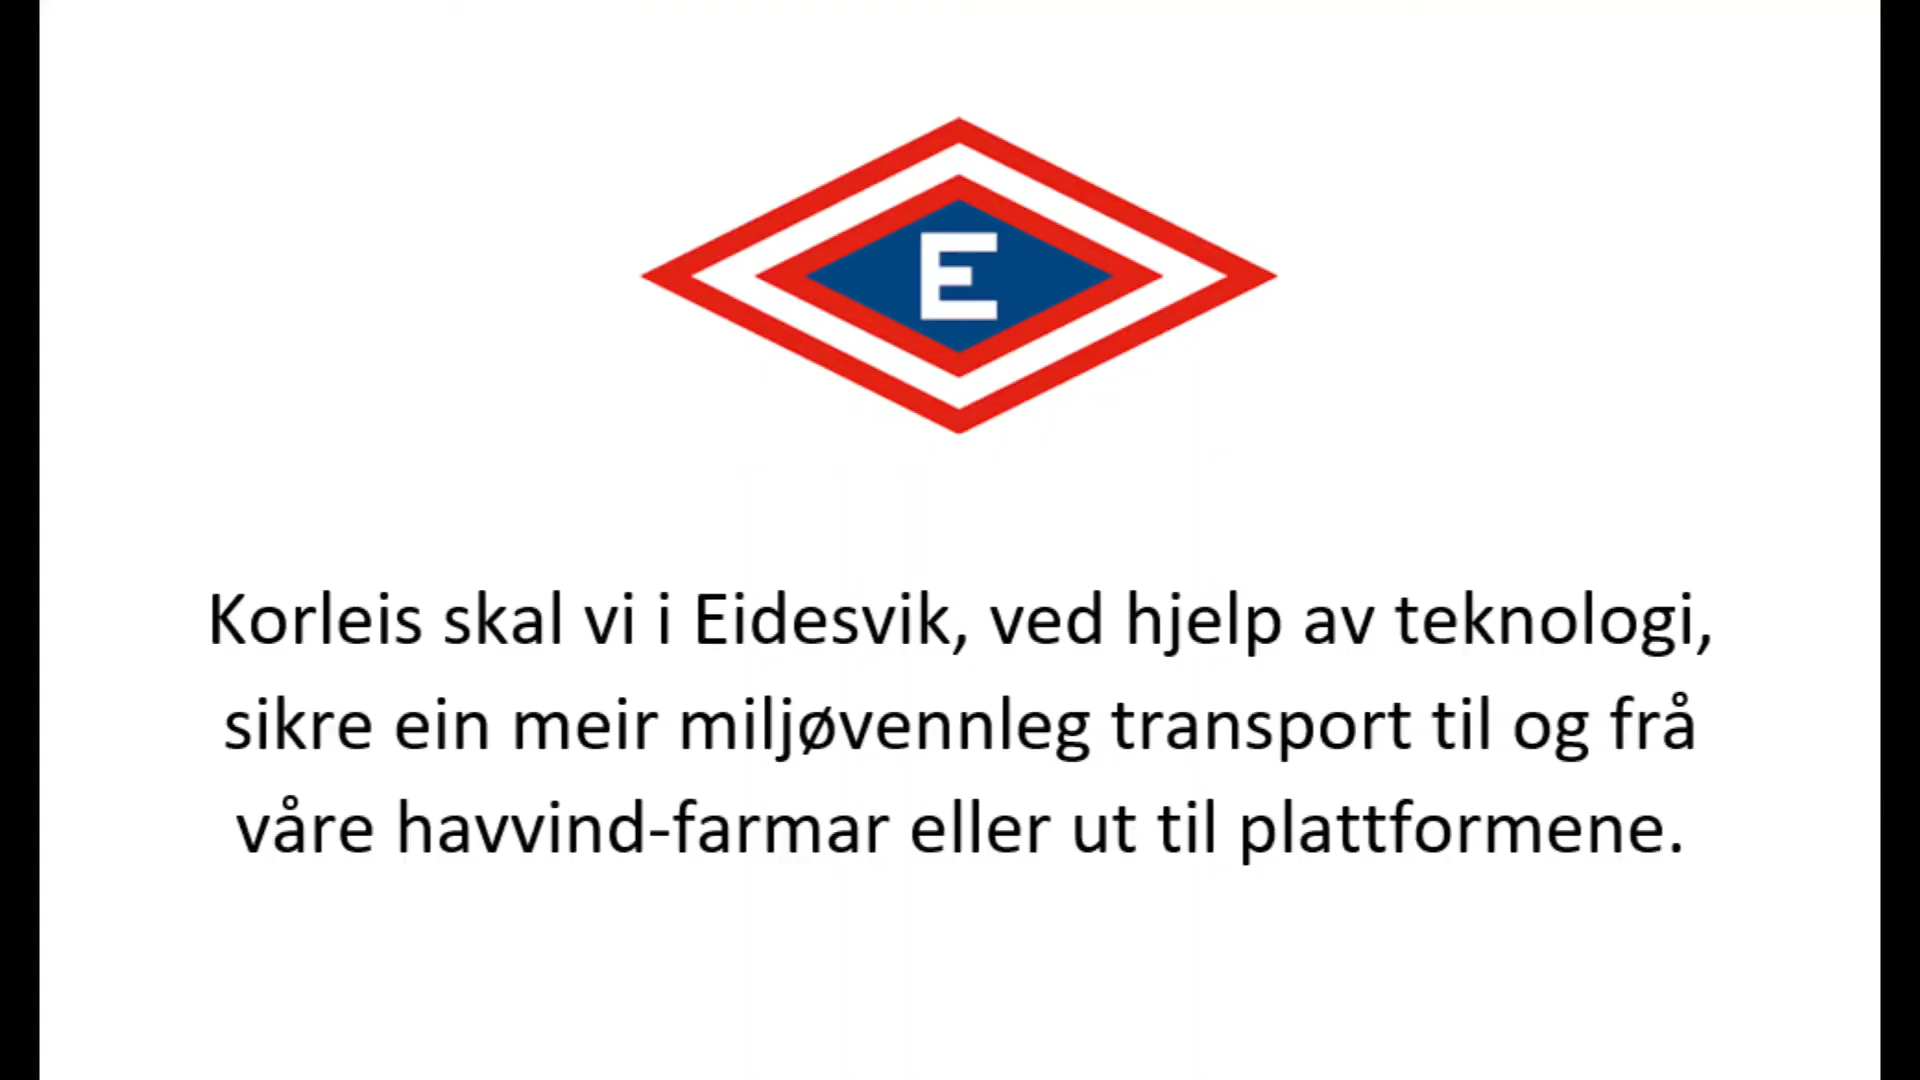 E
Korleis skal vi i Eidesvik, ved hjelp av teknologi,
sikre ein meir miljøvennleg transport til og frå
våre havvind-farmar eller ut til plattformene.